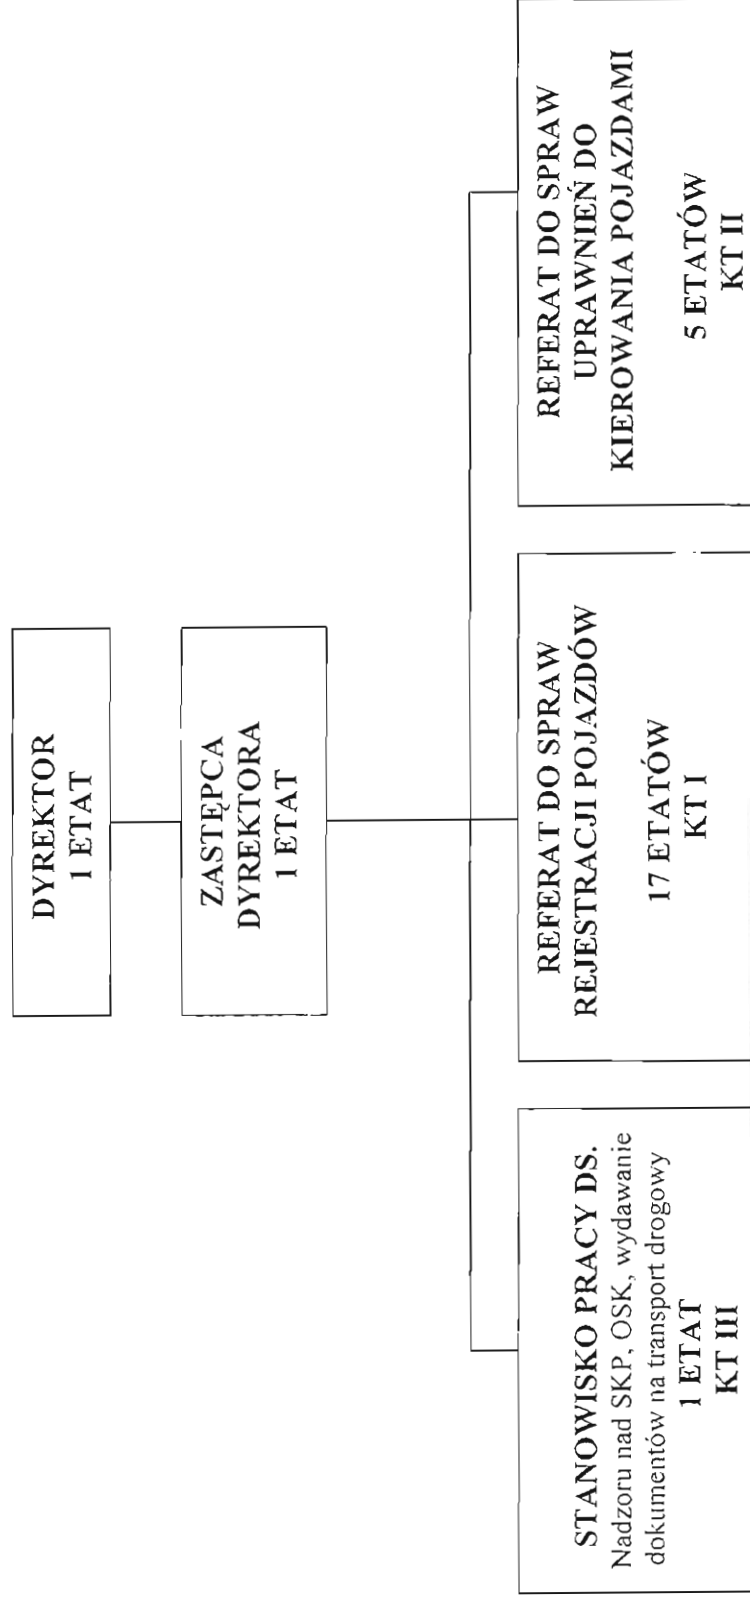 DYREKTOR
1 ETAT
ZASTĘPCA
DYREKTORA
1 ETAT
STANOWISKO PRACY DS.
Nadzoru nad SKP, OSK, wydawanie
dokumentów na transport drogowy
1 ETAT
KT III
REFERAT DO SPRAW
REJESTRACJI POJAZDÓW
17 ETATÓW
KT I
REFERAT DO SPRAW
UPRAWNIEŃ DO
KIEROWANIA POJAZDAMI
5 ETATÓW
KT II